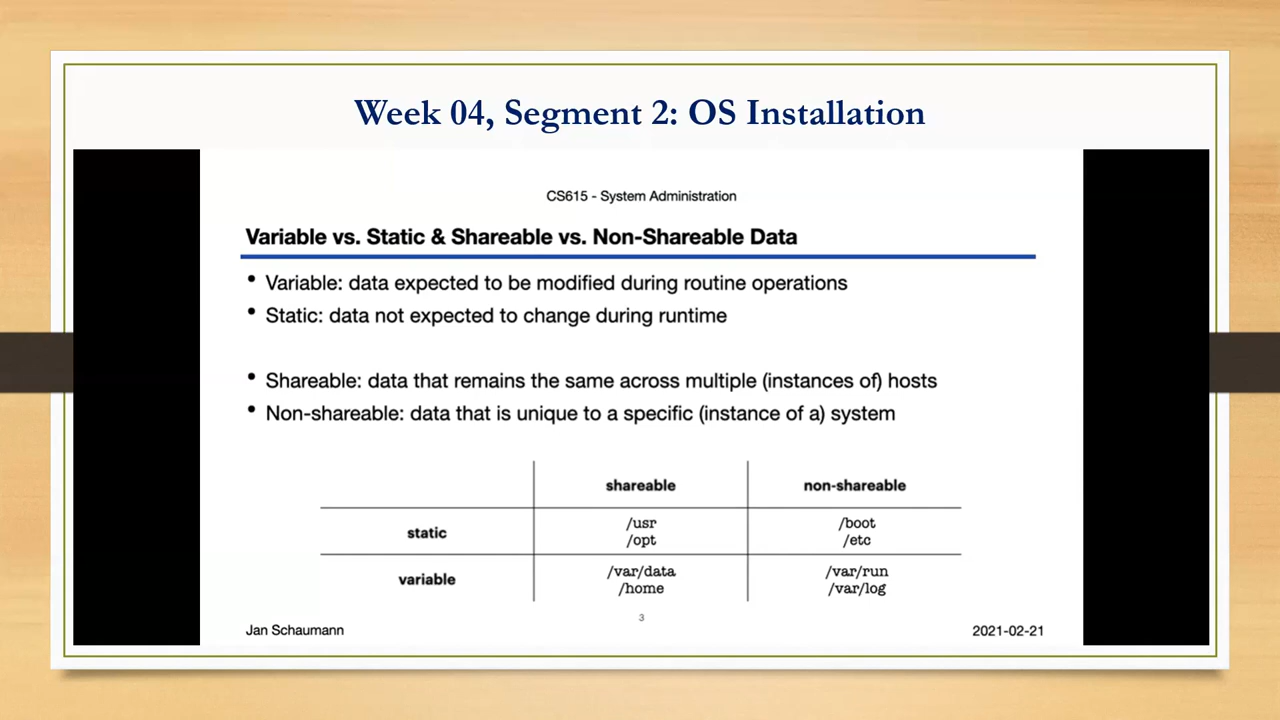 Week 04, Segment 2: OS Installation
CS615 - System Administration
Variable vs. Static & Shareable vs. Non-Shareable Data
• Variable: data expected to be modified during routine operations
• Static: data not expected to change during runtime
• Shareable: data that remains the same across multiple (instances of) hosts
• Non-shareable: data that is unique to a specific (instance of a) system
shareable non-shareable
static /usr /boot
/opt /etc
variable /var/data /var/run
/home /var/log
3
Jan Schaumann 2021-02-21